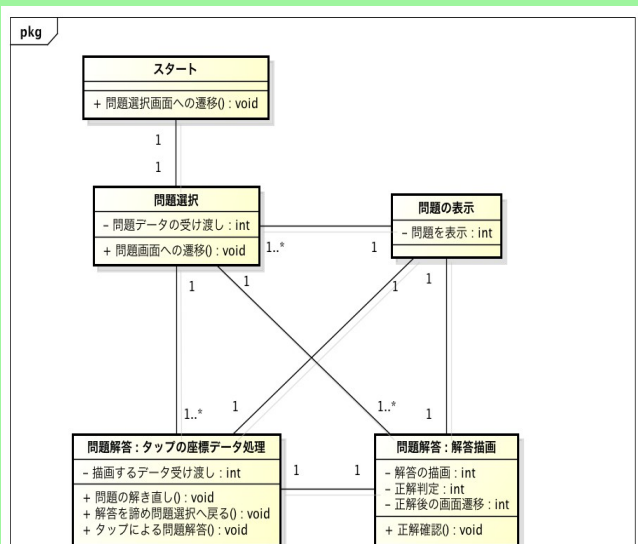 pkg
スタート
+ 問題選択画面への遷移() : void
1
1
問題選択
- 問題データの受け渡し : int
+ 問題画面への遷移() : void
問題の表示
- 問題を表示 : int
1..*
1
1
1
1
1
1..*
1
1..*
1
問題解答 : タップの座標データ処理
- 描画するデータ受け渡し : int
+ 問題の解き直し() : void
+ 解答を諦め問題選択へ戻る() : void
+ タップによる問題解答() : void
1
1
問題解答 : 解答描画
- 解答の描画 : int
- 正解判定 : int
- 正解後の画面遷移 : int
+ 正解確認() : void